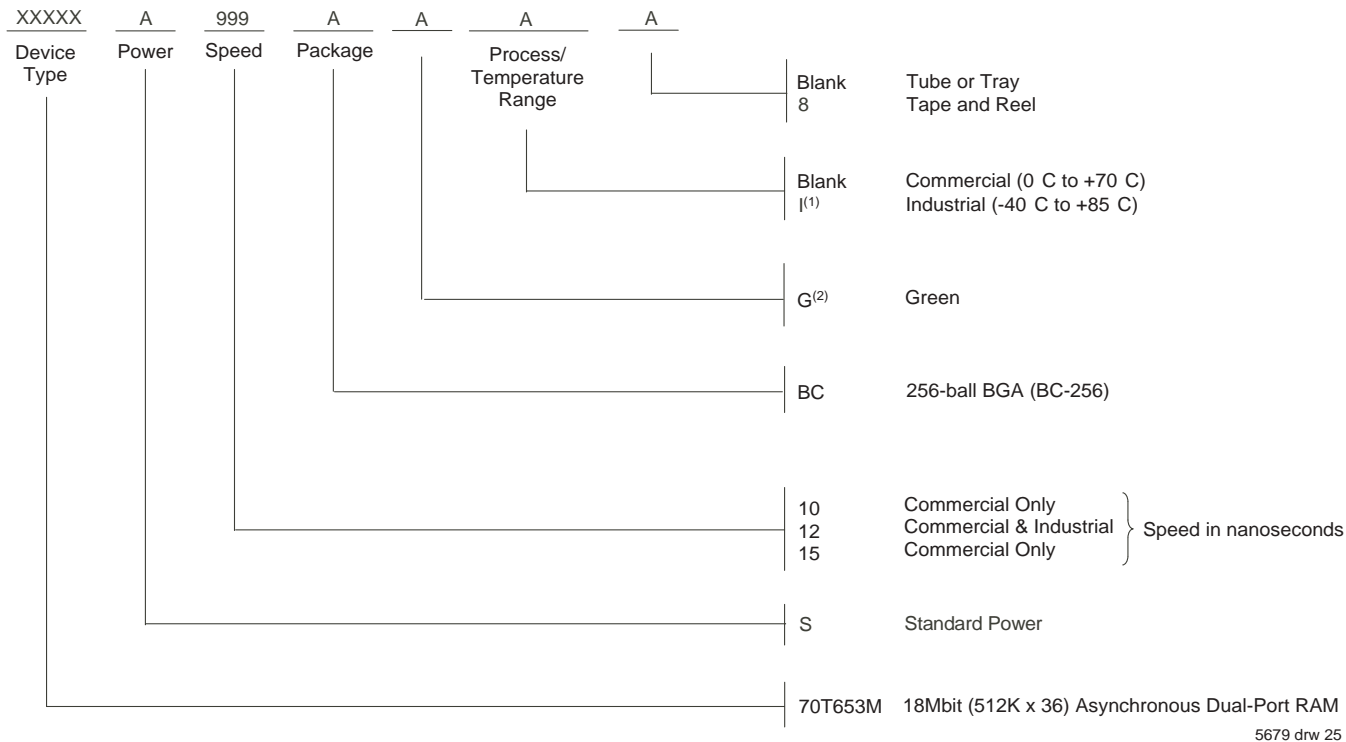 XXXXX A 999 A A A A
Device Type Power Speed Package Process/ Temperature Range
Blank Tube or Tray
8 Tape and Reel
Blank Commercial (0 C to +70 C)
I(1) Industrial (-40 C to +85 C)
G(2) Green
BC 256-ball BGA (BC-256)
10 Commercial Only
12 Commercial & Industrial Speed in nanoseconds
15 Commercial Only
S Standard Power
70T653M 18Mbit (512K x 36) Asynchronous Dual-Port RAM
5679 drw 25